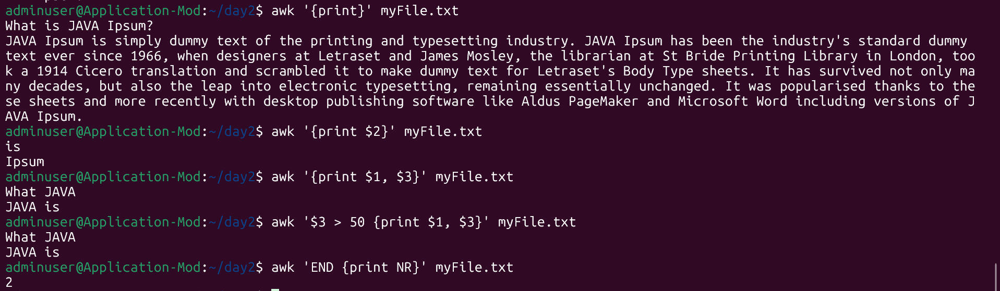 adminuser@Application-Mod:~/day2$ awk '{print}' myFile.txt
What is JAVA Ipsum?
JAVA Ipsum is simply dummy text of the printing and typesetting industry. JAVA Ipsum has been the industry's standard dummy
text ever since 1966, when designers at Letraset and James Mosley, the librarian at St Bride Printing Library in London, too
k a 1914 Cicero translation and scrambled it to make dummy text for Letraset's Body Type sheets. It has survived not only ma
ny decades, but also the leap into electronic typesetting, remaining essentially unchanged. It was popularised thanks to the
se sheets and more recently with desktop publishing software like Aldus PageMaker and Microsoft Word including versions of J
AVA Ipsum.
adminuser@Application-Mod:~/day2$ awk '{print $2}' myFile.txt
is
Ipsum
adminuser@Application-Mod:~/day2$ awk '{print $1, $3}' myFile.txt
What JAVA
JAVA is
adminuser@Application-Mod:~/day2$ awk '$3 > 50 {print $1, $3}' myFile.txt
What JAVA
JAVA is
adminuser@Application-Mod:~/day2$ awk 'END {print NR}' myFile.txt
2